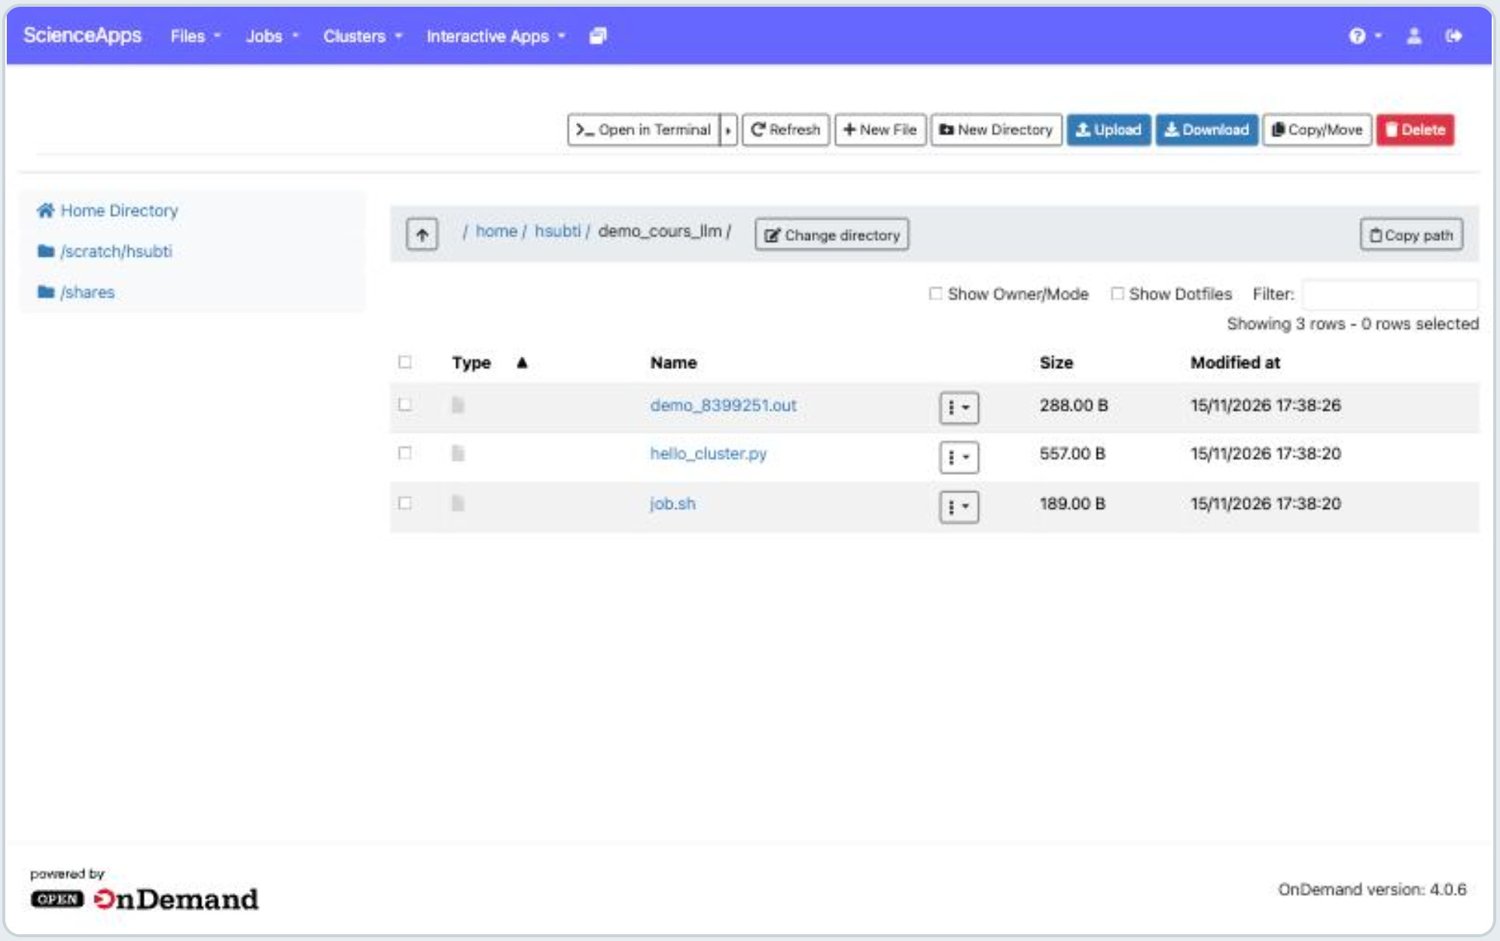 ScienceApps Files Jobs Clusters Interactive Apps
>_ Open in Terminal Refresh + New File New Directory Upload Download Copy/Move Delete
Home Directory
/scratch/hsubti
/shares
/ home / hsubti / demo_cours_llm / Change directory Copy path
Show Owner/Mode Show Dotfiles Filter:
Showing 3 rows - 0 rows selected
Type Name Size Modified at
demo_8399251.out 288.00 B 15/11/2026 17:38:26
hello_cluster.py 557.00 B 15/11/2026 17:38:20
job.sh 189.00 B 15/11/2026 17:38:20
powered by
OPEN OnDemand
OnDemand version: 4.0.6